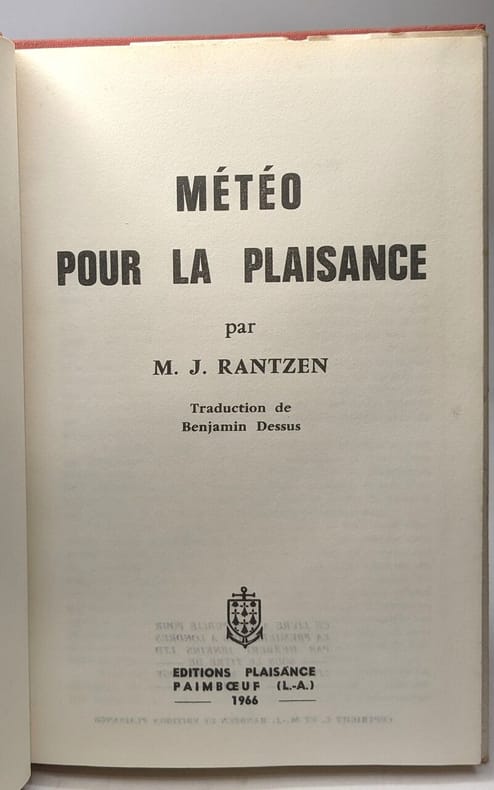 MÉTÉO
POUR LA PLAISANCE
par
M. J. RANTZEN
Traduction de
Benjamin Dessus
EDITIONS PLAISANCE
PAIMBŒUF (L.-A.)
1966